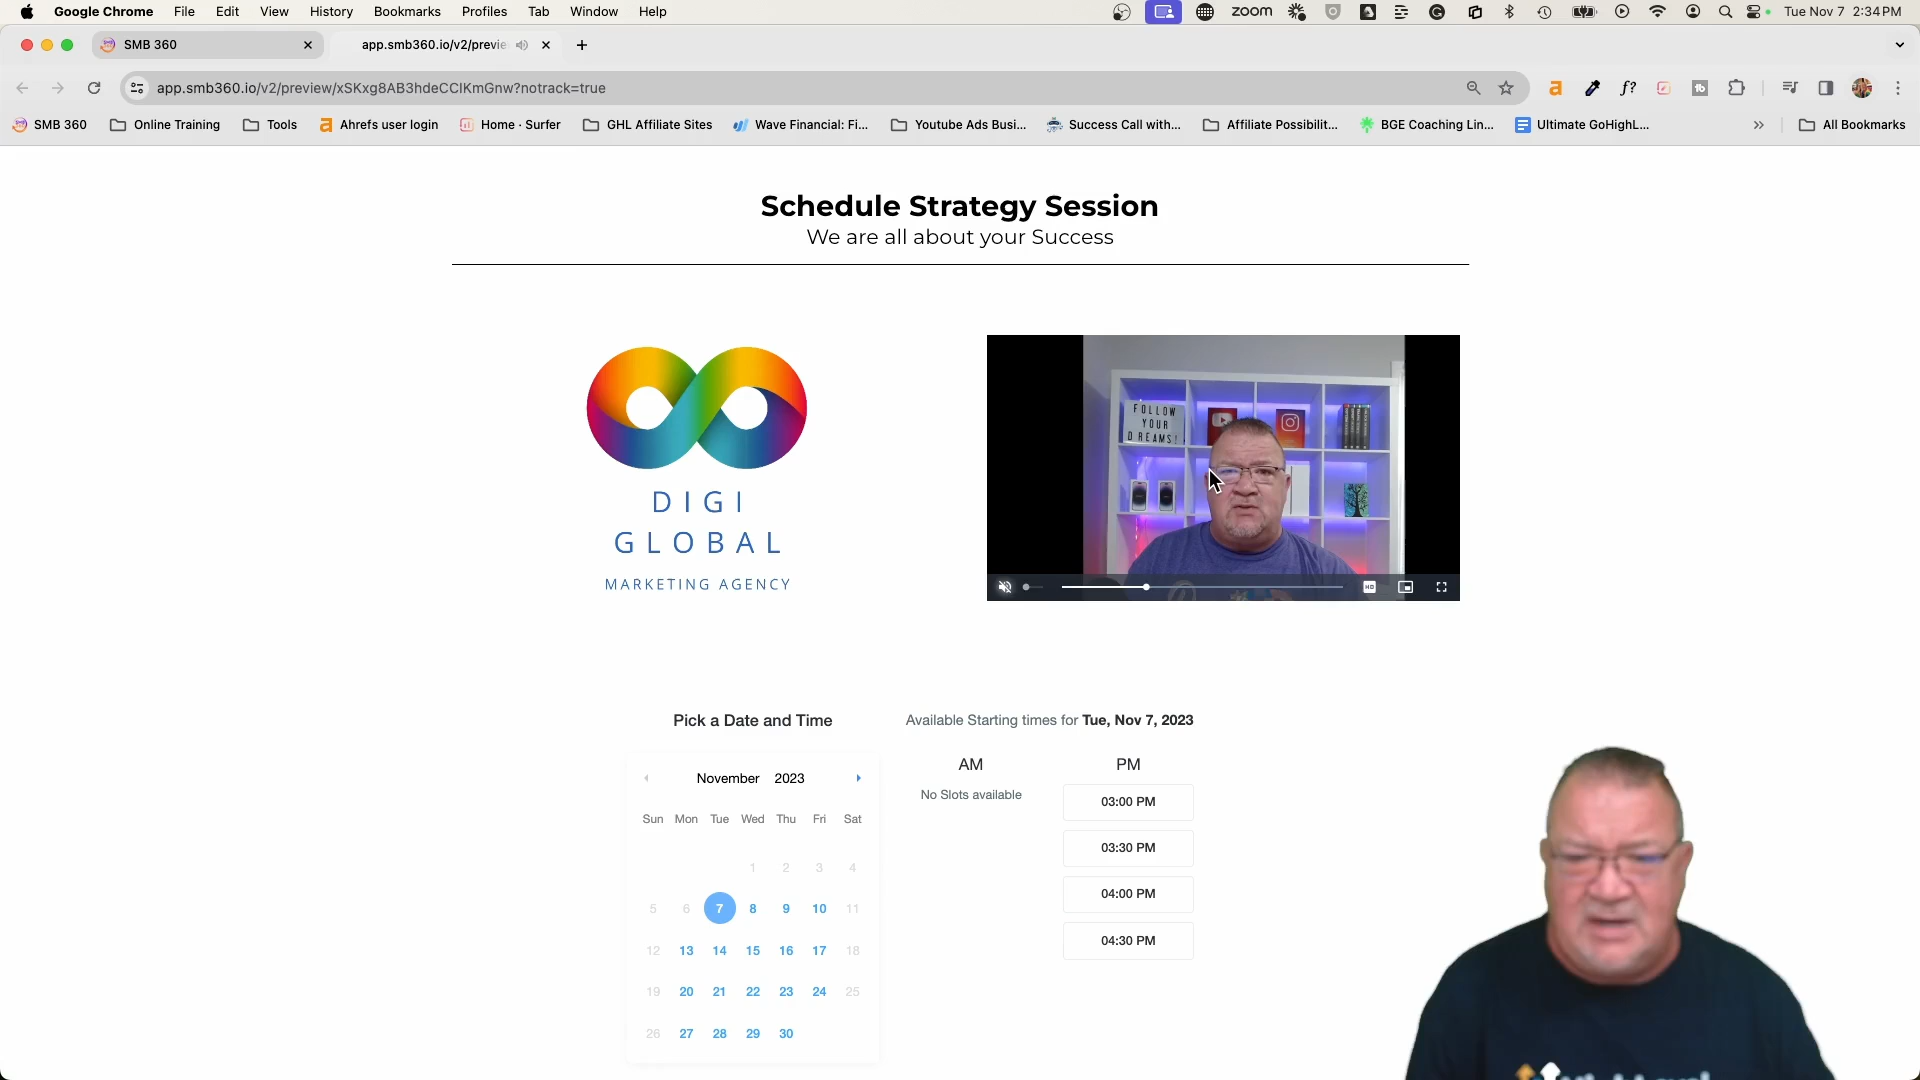 Google Chrome File Edit View History Bookmarks Profiles Tab Window Help zoom Tue Nov 7 2:34 PM
SMB 360 app.smb360.io/v2/previe
app.smb360.io/v2/preview/xSKxg8AB3hdeCCIKmGnw?notrack=true
SMB 360 Online Training Tools Ahrefs user login Home · Surfer GHL Affiliate Sites Wave Financial: Fi... Youtube Ads Busi... Success Call with... Affiliate Possibilit... BGE Coaching Lin... Ultimate GoHighL... All Bookmarks
Schedule Strategy Session
We are all about your Success
DIGI
GLOBAL
MARKETING AGENCY
FOLLOW
YOUR
DREAMS!
HD
Pick a Date and Time
Available Starting times for Tue, Nov 7, 2023
November 2023
AM PM
No Slots available
03:00 PM
03:30 PM
04:00 PM
04:30 PM
Sun Mon Tue Wed Thu Fri Sat
1 2 3 4
5 6 7 8 9 10 11
12 13 14 15 16 17 18
19 20 21 22 23 24 25
26 27 28 29 30